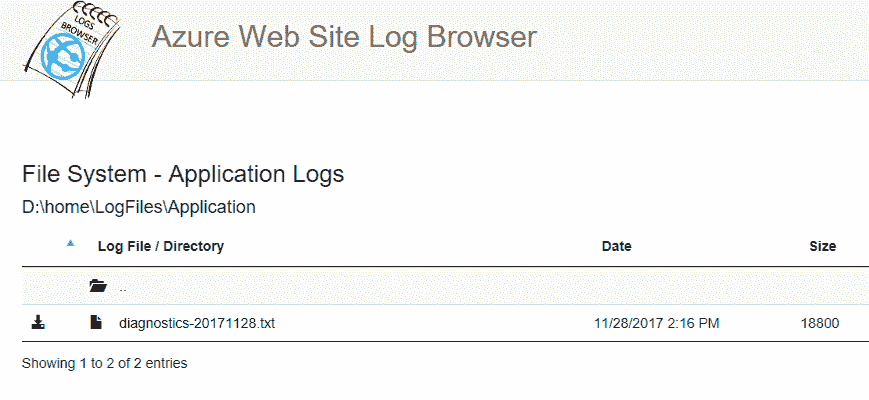 LOGS
BROWSER
Azure Web Site Log Browser
File System - Application Logs
D:\home\LogFiles\Application
Log File / Directory Date Size
..
diagnostics-20171128.txt 11/28/2017 2:16 PM 18800
Showing 1 to 2 of 2 entries